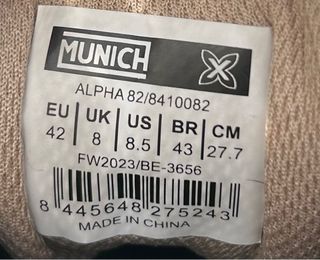 MUNICH
ALPHA 82/8410082
EU UK US BR CM
42 8 8.5 43 27.7
FW2023/BE-3656
8 445648 275243
MADE IN CHINA